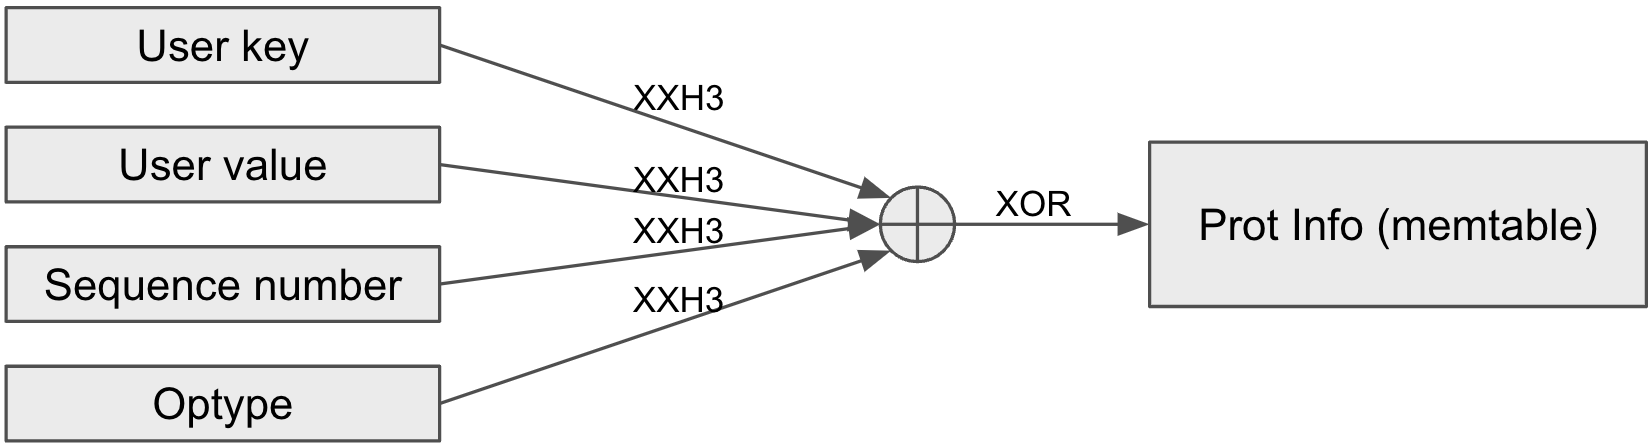 User key
XXH3
User value
XXH3
XOR
Prot Info (memtable)
XXH3
Sequence number
XXH3
Optype